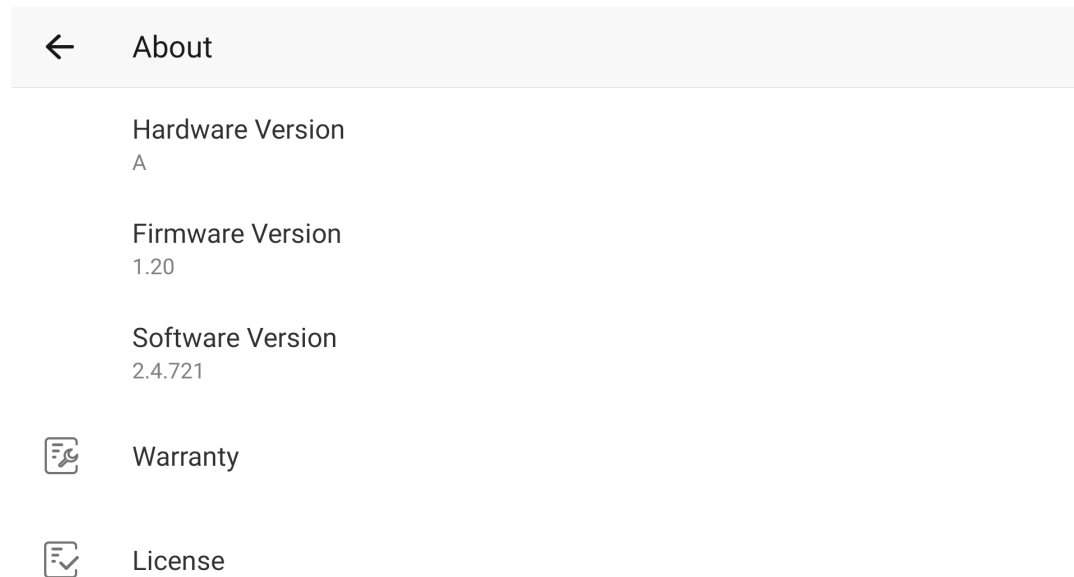 About
Hardware Version
A
Firmware Version
1.20
Software Version
2.4.721
Warranty
License